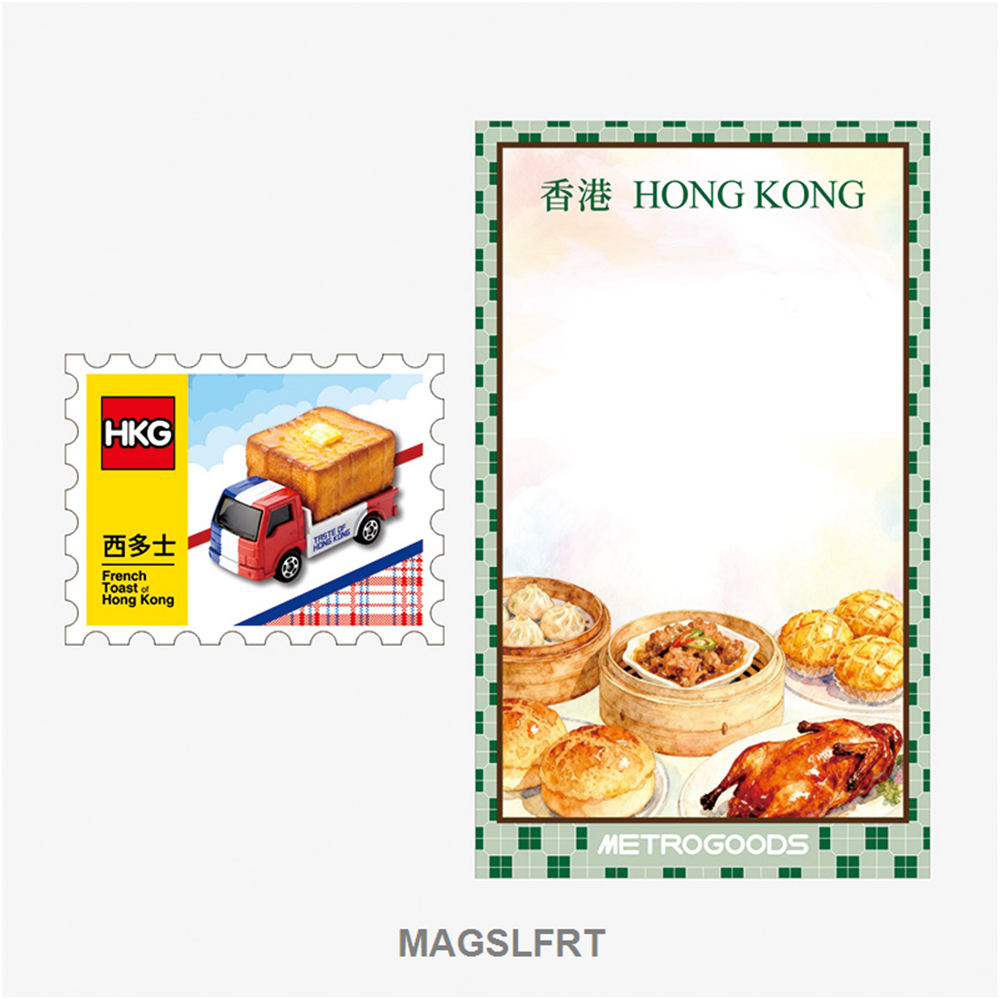 HKG
西多士
French
Toast of
Hong Kong
TASTE OF
HONG KONG
香港 HONG KONG
METROGOODS
MAGSLFRT